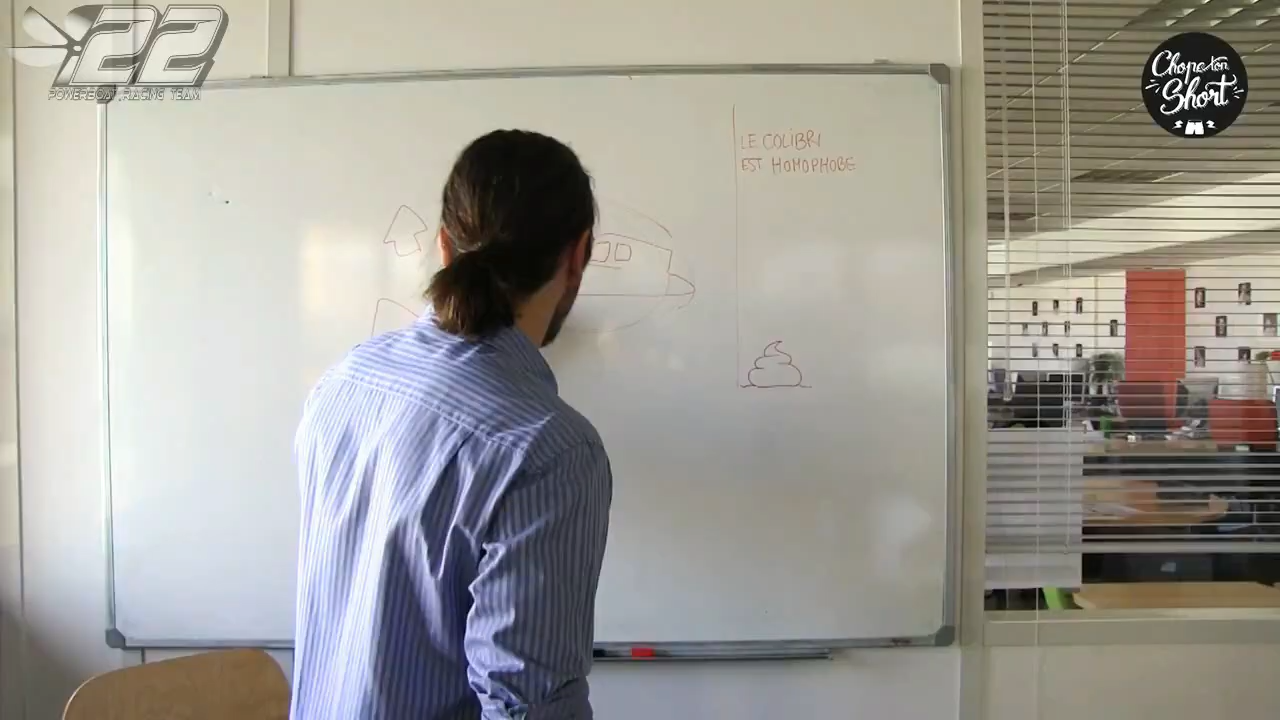 22
POWERBOAT RACING TEAM
Chope ton
Short
LE COLIBRI
EST HOMOPHOBE